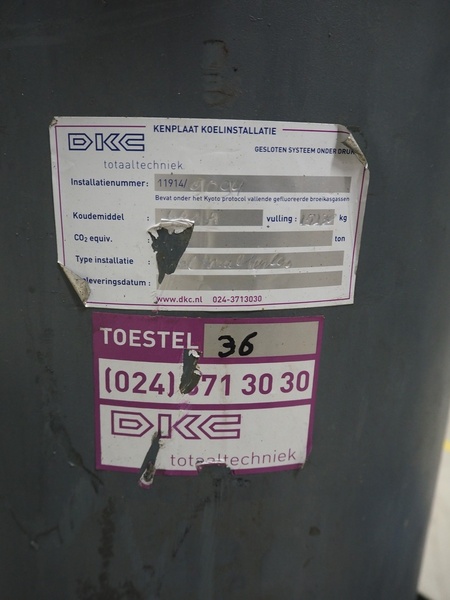 DKC
KENPLAAT KOELINSTALLATIE
GESLOTEN SYSTEEM ONDER DRUK
totaaltechniek
Installatienummer: 11914/
Bevat onder het Kyoto protocol vallende gefluoreerde broeikasgassen
Koudemiddel : vulling : kg
CO2 equiv. : ton
Type installatie :
leveringsdatum :
www.dkc.nl 024-3713030
TOESTEL 36
(024) 371 30 30
DKC
totaaltechniek